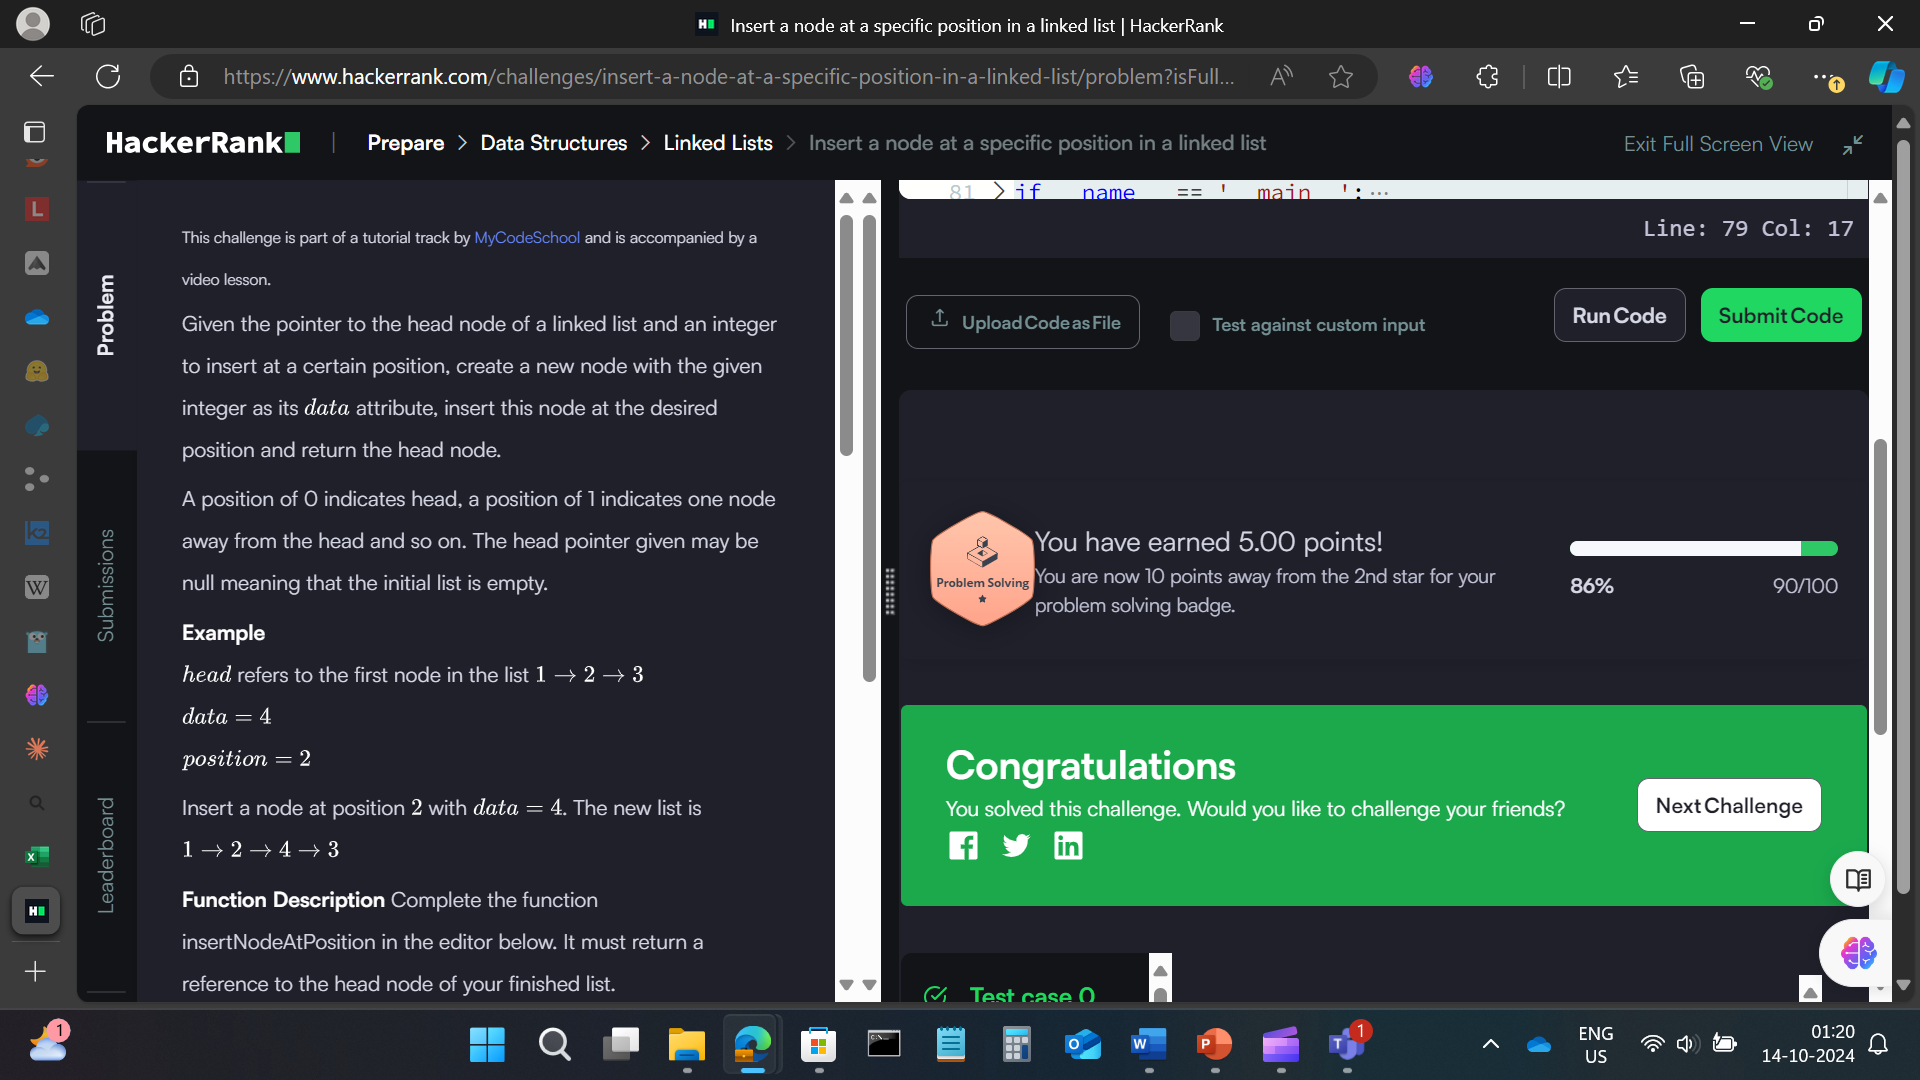 Insert a node at a specific position in a linked list | HackerRank
https://www.hackerrank.com/challenges/insert-a-node-at-a-specific-position-in-a-linked-list/problem?isFull...
HackerRank
Prepare > Data Structures > Linked Lists > Insert a node at a specific position in a linked list
Exit Full Screen View
Problem
Submissions
Leaderboard
This challenge is part of a tutorial track by MyCodeSchool and is accompanied by a
video lesson.
Given the pointer to the head node of a linked list and an integer
to insert at a certain position, create a new node with the given
integer as its data attribute, insert this node at the desired
position and return the head node.
A position of 0 indicates head, a position of 1 indicates one node
away from the head and so on. The head pointer given may be
null meaning that the initial list is empty.
Example
head refers to the first node in the list 1 → 2 → 3
data = 4
position = 2
Insert a node at position 2 with data = 4. The new list is
1 → 2 → 4 → 3
Function Description Complete the function
insertNodeAtPosition in the editor below. It must return a
reference to the head node of your finished list.
81 > if __name__ == '__main__':...
Line: 79 Col: 17
Upload Code as File
Test against custom input
Run Code
Submit Code
Problem Solving
You have earned 5.00 points!
You are now 10 points away from the 2nd star for your
problem solving badge.
86%
90/100
Congratulations
You solved this challenge. Would you like to challenge your friends?
Next Challenge
Test case 0
1
1
ENG
US
01:20
14-10-2024